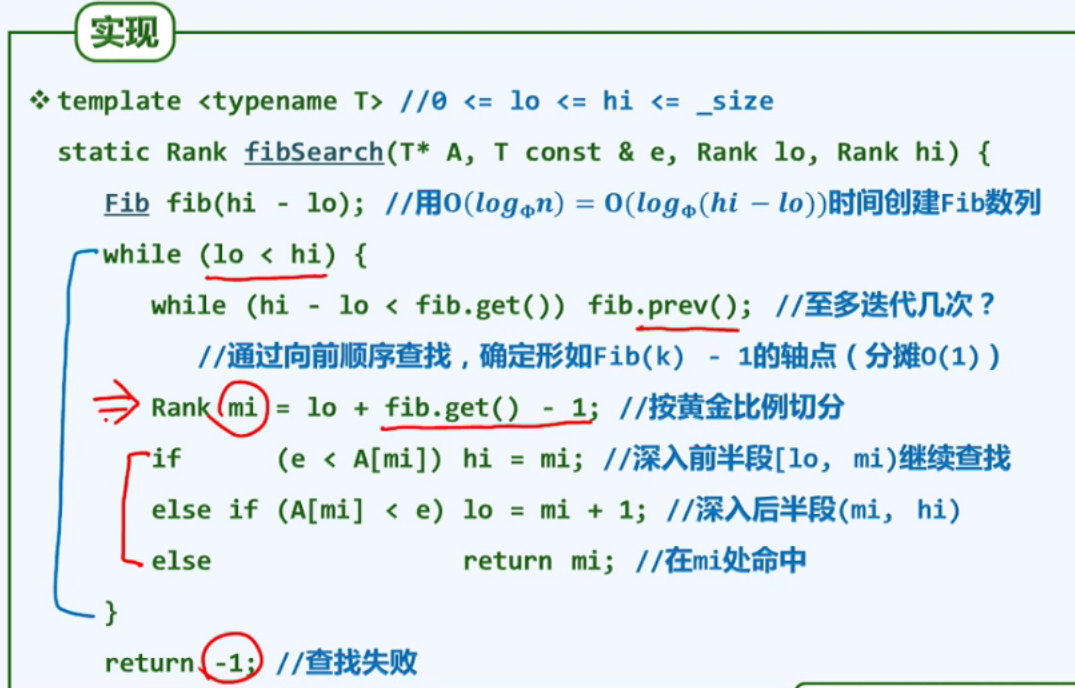 实现
❖ template <typename T> //0 <= lo <= hi <= _size
static Rank fibSearch(T* A, T const & e, Rank lo, Rank hi) {
Fib fib(hi - lo); //用O(log_Φn) = O(log_Φ(hi - lo))时间创建Fib数列
while (lo < hi) {
while (hi - lo < fib.get()) fib.prev(); //至多迭代几次？
//通过向前顺序查找，确定形如Fib(k) - 1的轴点（分摊O(1)）
Rank mi = lo + fib.get() - 1; //按黄金比例切分
if (e < A[mi]) hi = mi; //深入前半段[lo, mi)继续查找
else if (A[mi] < e) lo = mi + 1; //深入后半段(mi, hi)
else return mi; //在mi处命中
}
return -1; //查找失败